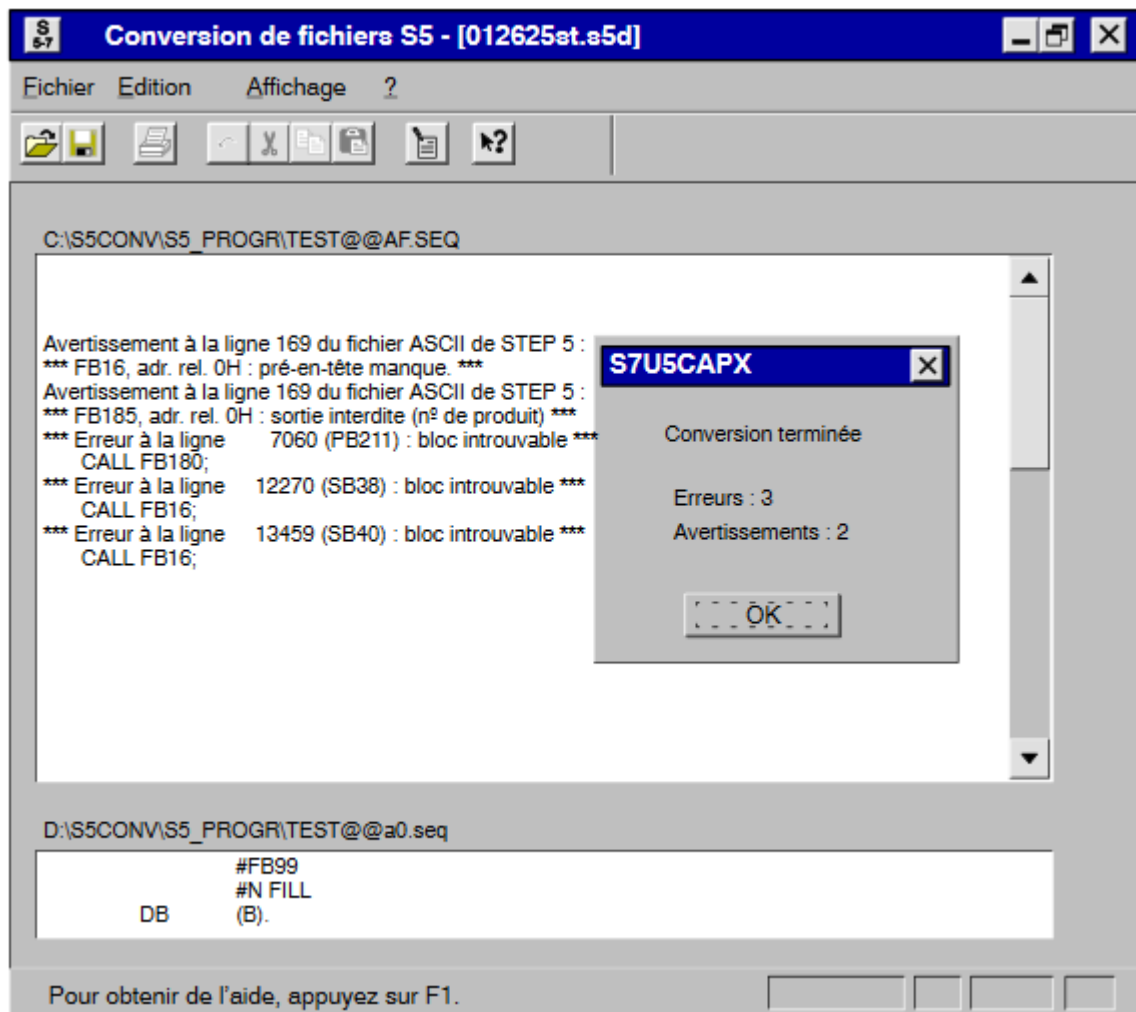 S
5-7
Conversion de fichiers S5 - [012625st.s5d]
Fichier Edition Affichage ?
C:\S5CONV\S5_PROGR\TEST@@AF.SEQ
Avertissement à la ligne 169 du fichier ASCII de STEP 5 :
*** FB16, adr. rel. 0H : pré-en-tête manque. ***
Avertissement à la ligne 169 du fichier ASCII de STEP 5 :
*** FB185, adr. rel. 0H : sortie interdite (nº de produit) ***
*** Erreur à la ligne 7060 (PB211) : bloc introuvable ***
CALL FB180;
*** Erreur à la ligne 12270 (SB38) : bloc introuvable ***
CALL FB16;
*** Erreur à la ligne 13459 (SB40) : bloc introuvable ***
CALL FB16;
S7U5CAPX
Conversion terminée
Erreurs : 3
Avertissements : 2
OK
D:\S5CONV\S5_PROGR\TEST@@a0.seq
#FB99
#N FILL
DB (B).
Pour obtenir de l'aide, appuyez sur F1.